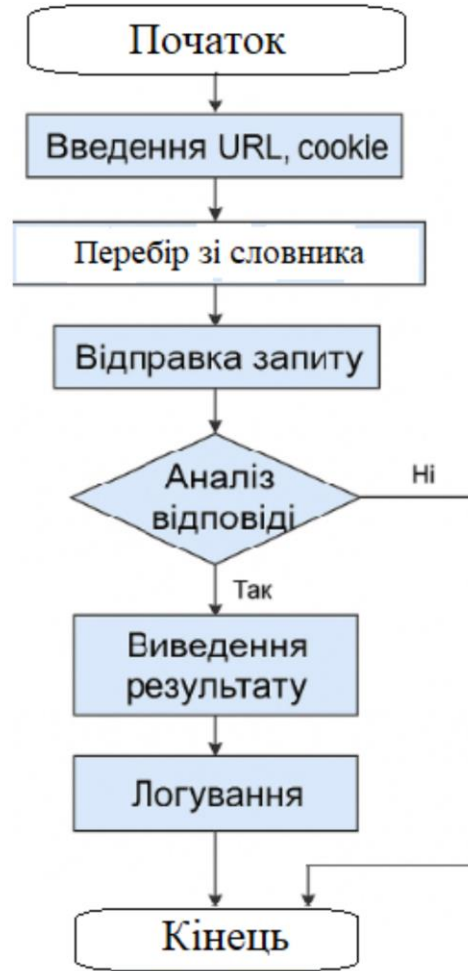 Початок
Введення URL, cookie
Перебір зі словника
Відправка запиту
Аналіз
відповіді
Ні
Так
Виведення
результату
Логування
Кінець